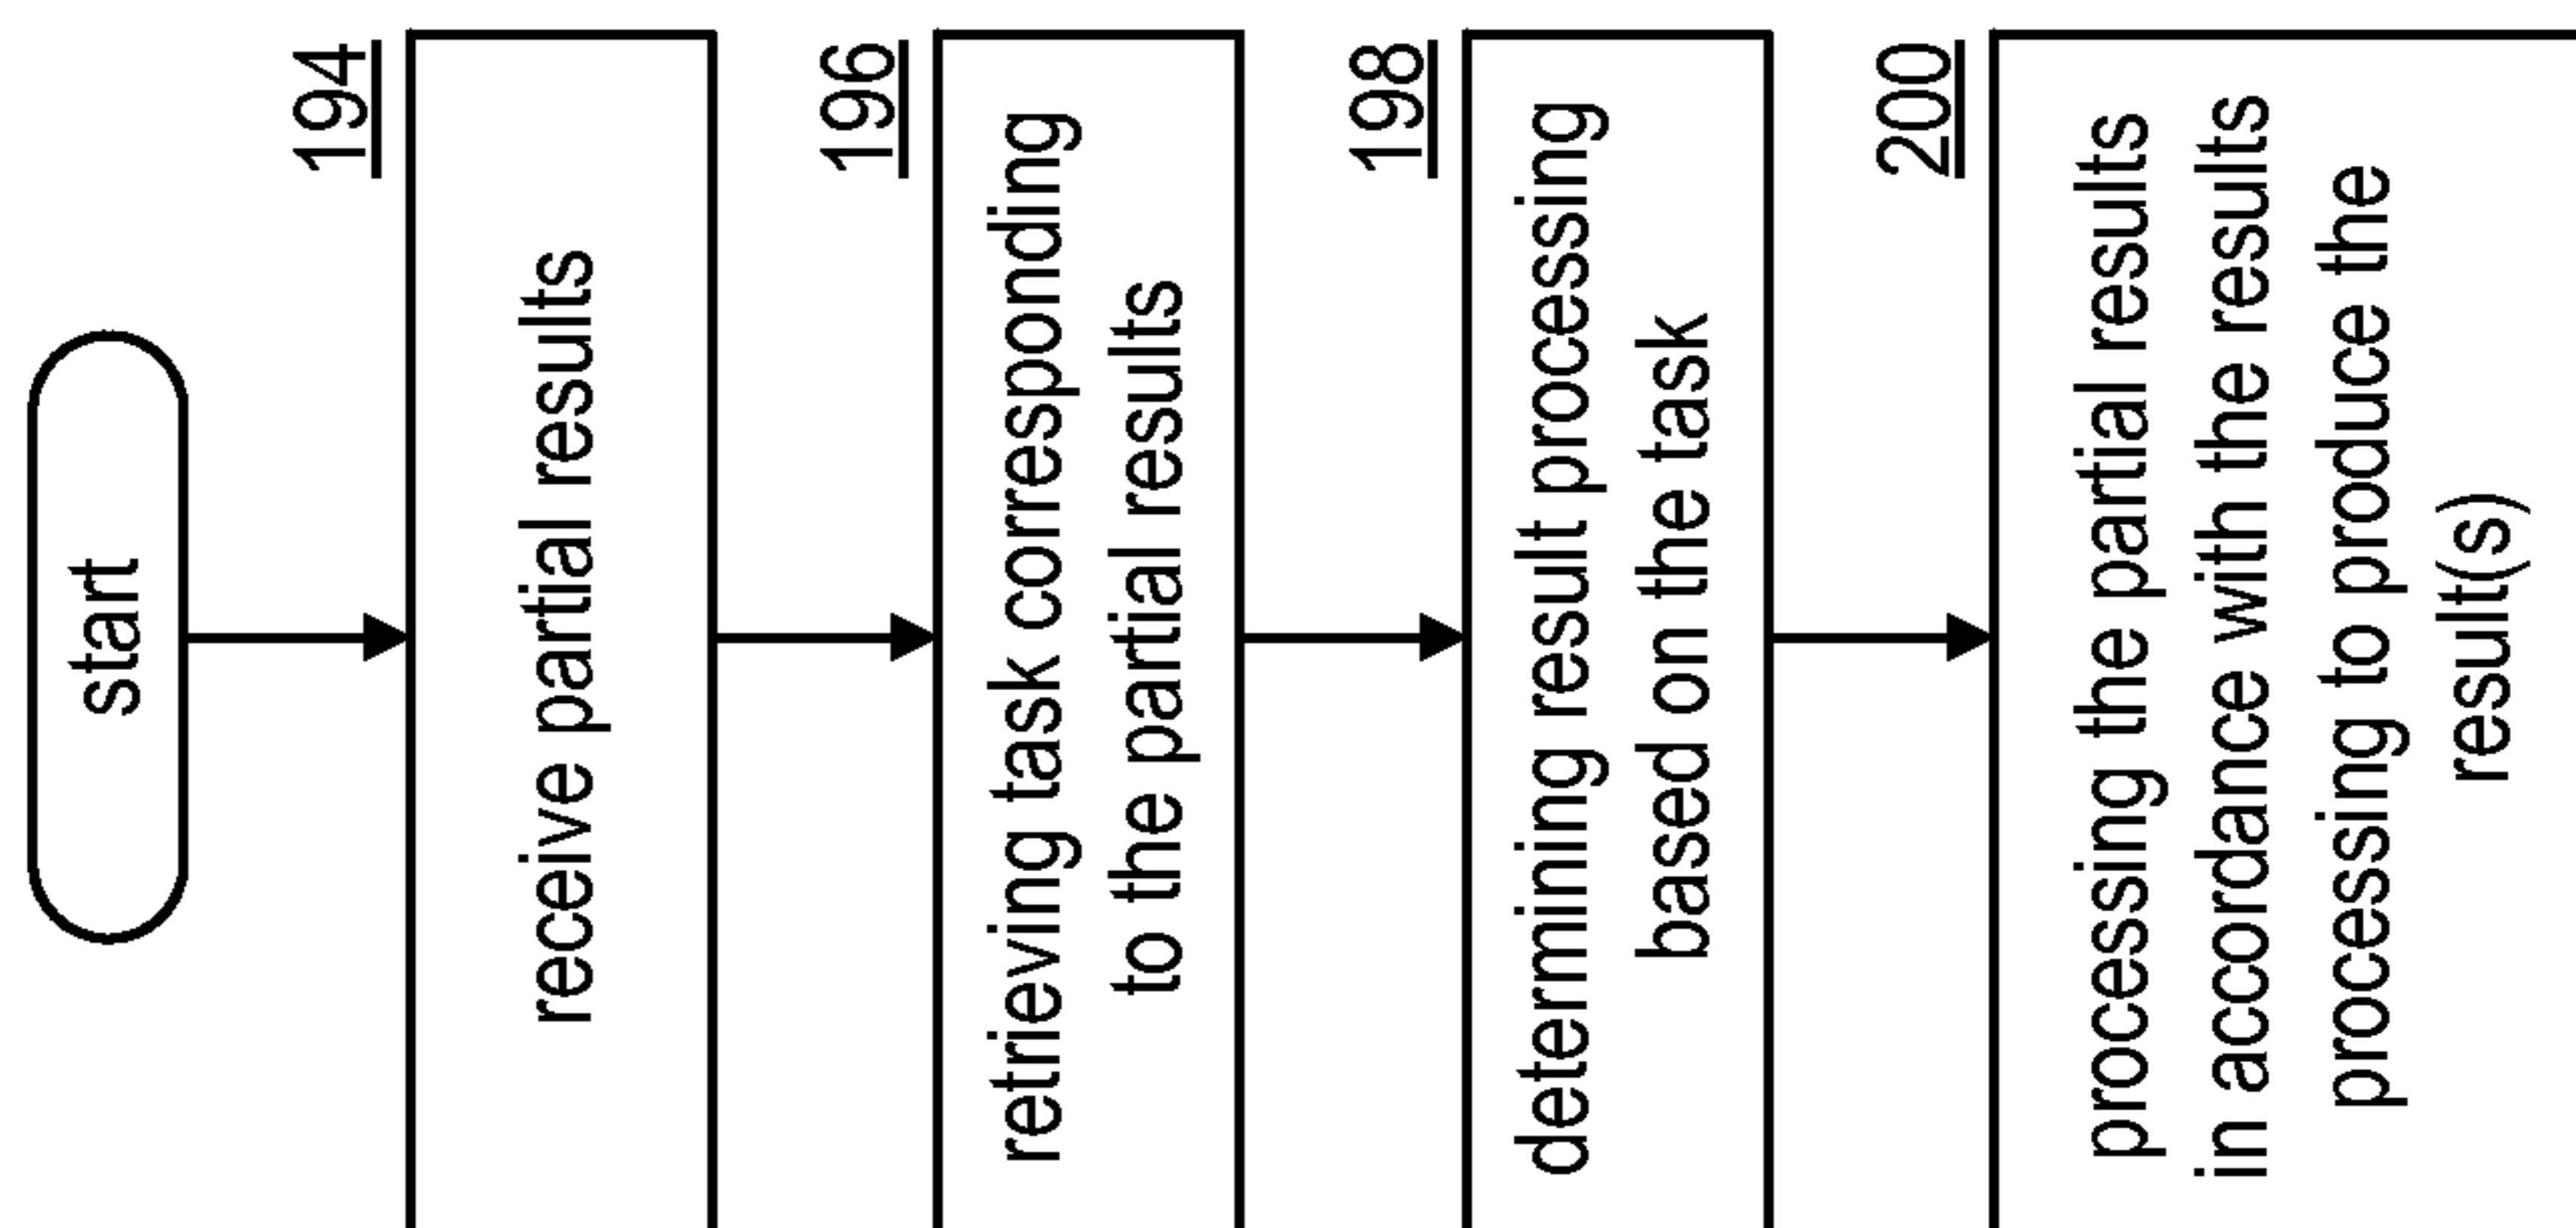 start
194
receive partial results
196
retrieving task corresponding
to the partial results
198
determining result processing
based on the task
200
processing the partial results
in accordance with the results
processing to produce the
result(s)